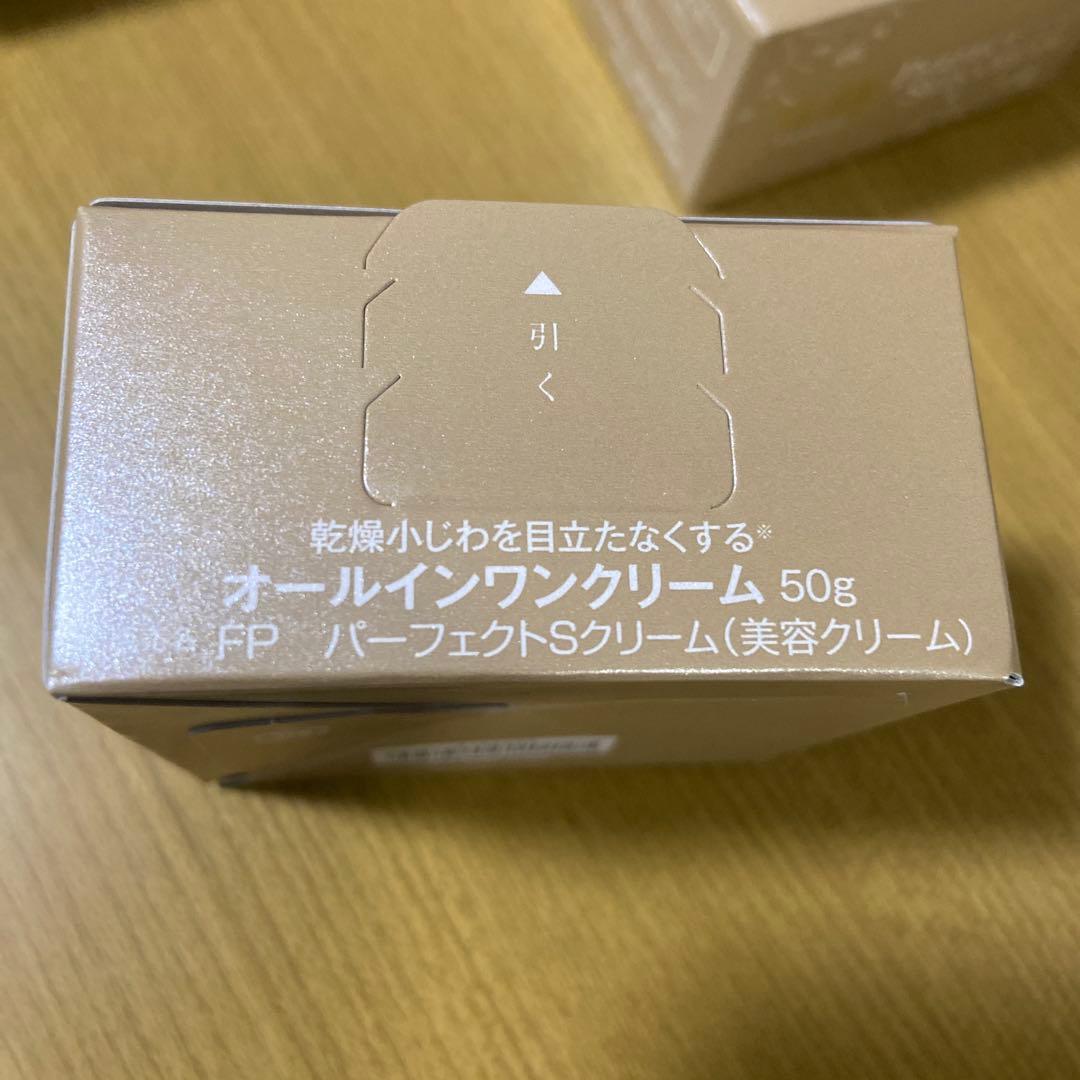 ▲
引く
乾燥小じわを目立たなくする※
オールインワンクリーム 50g
FP　パーフェクトSクリーム(美容クリーム)